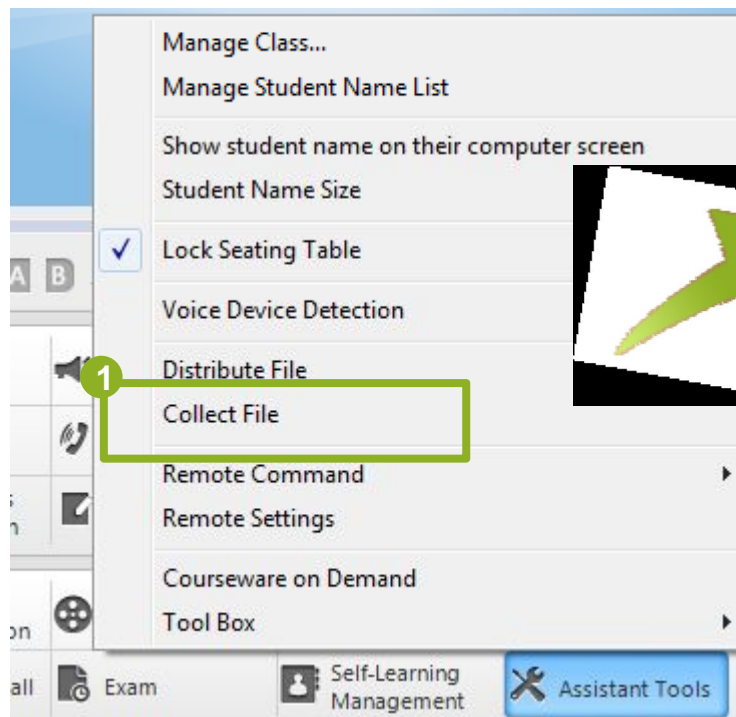 Manage Class...
Manage Student Name List
Show student name on their computer screen
Student Name Size
Lock Seating Table
A B
Voice Device Detection
1
Distribute File
Collect File
Remote Command
Remote Settings
Courseware on Demand
on
Tool Box
all
Exam
Self-Learning
Management
Assistant Tools